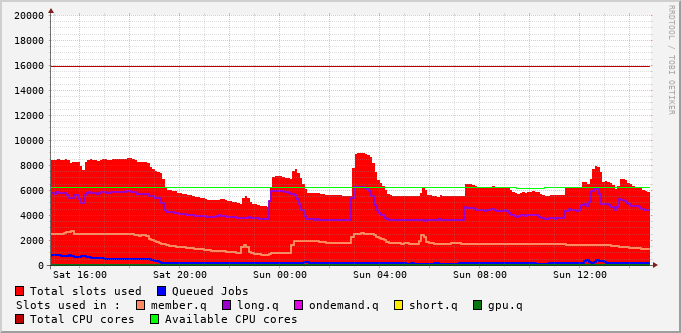 RRDTOOL / TOBI OETIKER
20000
18000
16000
14000
12000
10000
8000
6000
4000
2000
0
Sat 16:00 Sat 20:00 Sun 00:00 Sun 04:00 Sun 08:00 Sun 12:00
Total slots used Queued Jobs
Slots used in : member.q long.q ondemand.q short.q gpu.q
Total CPU cores Available CPU cores